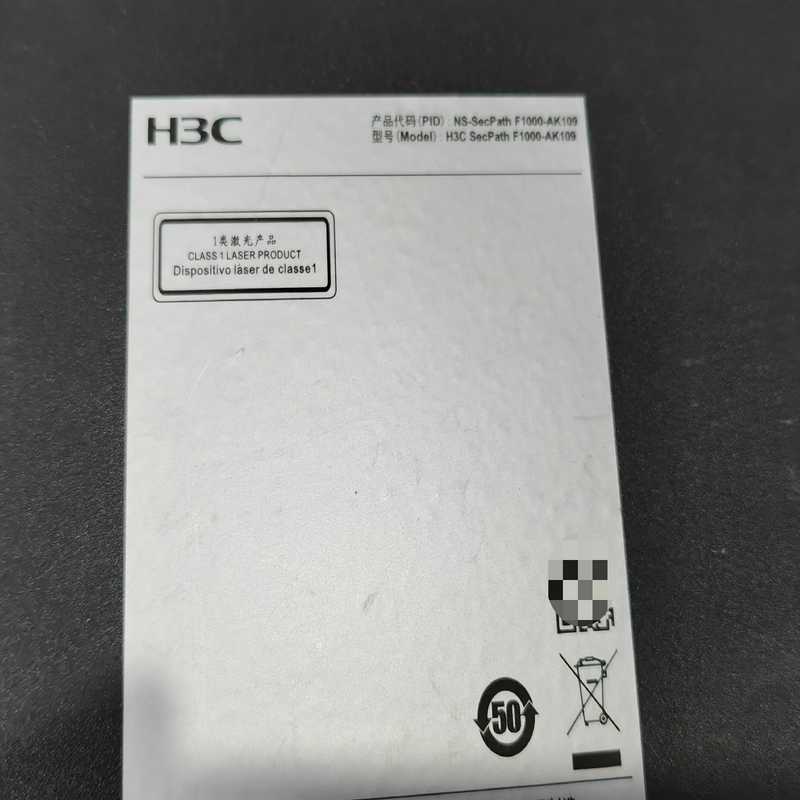 H3C
产品代码(PID): NS-SecPath F1000-AK109
型号(Model): H3C SecPath F1000-AK109
1类激光产品
CLASS 1 LASER PRODUCT
Dispositivo láser de classe1
50